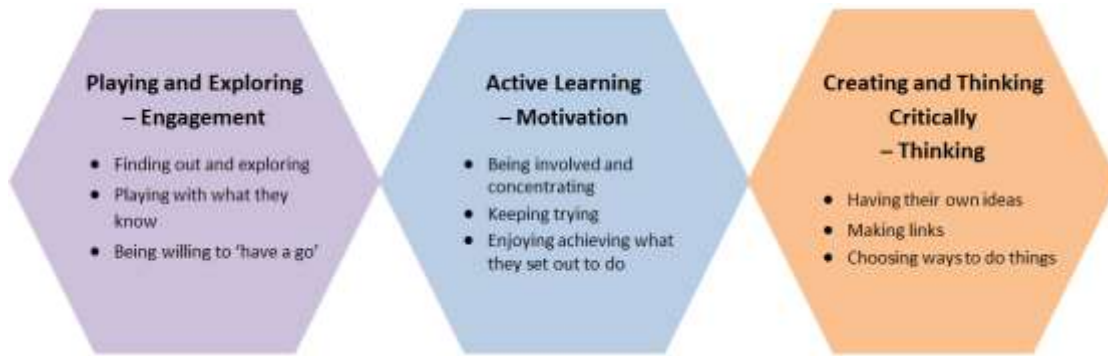 Playing and Exploring
– Engagement
• Finding out and exploring
• Playing with what they
know
• Being willing to ‘have a go’
Active Learning
– Motivation
• Being involved and
concentrating
• Keeping trying
• Enjoying achieving what
they set out to do
Creating and Thinking
Critically
– Thinking
• Having their own ideas
• Making links
• Choosing ways to do things